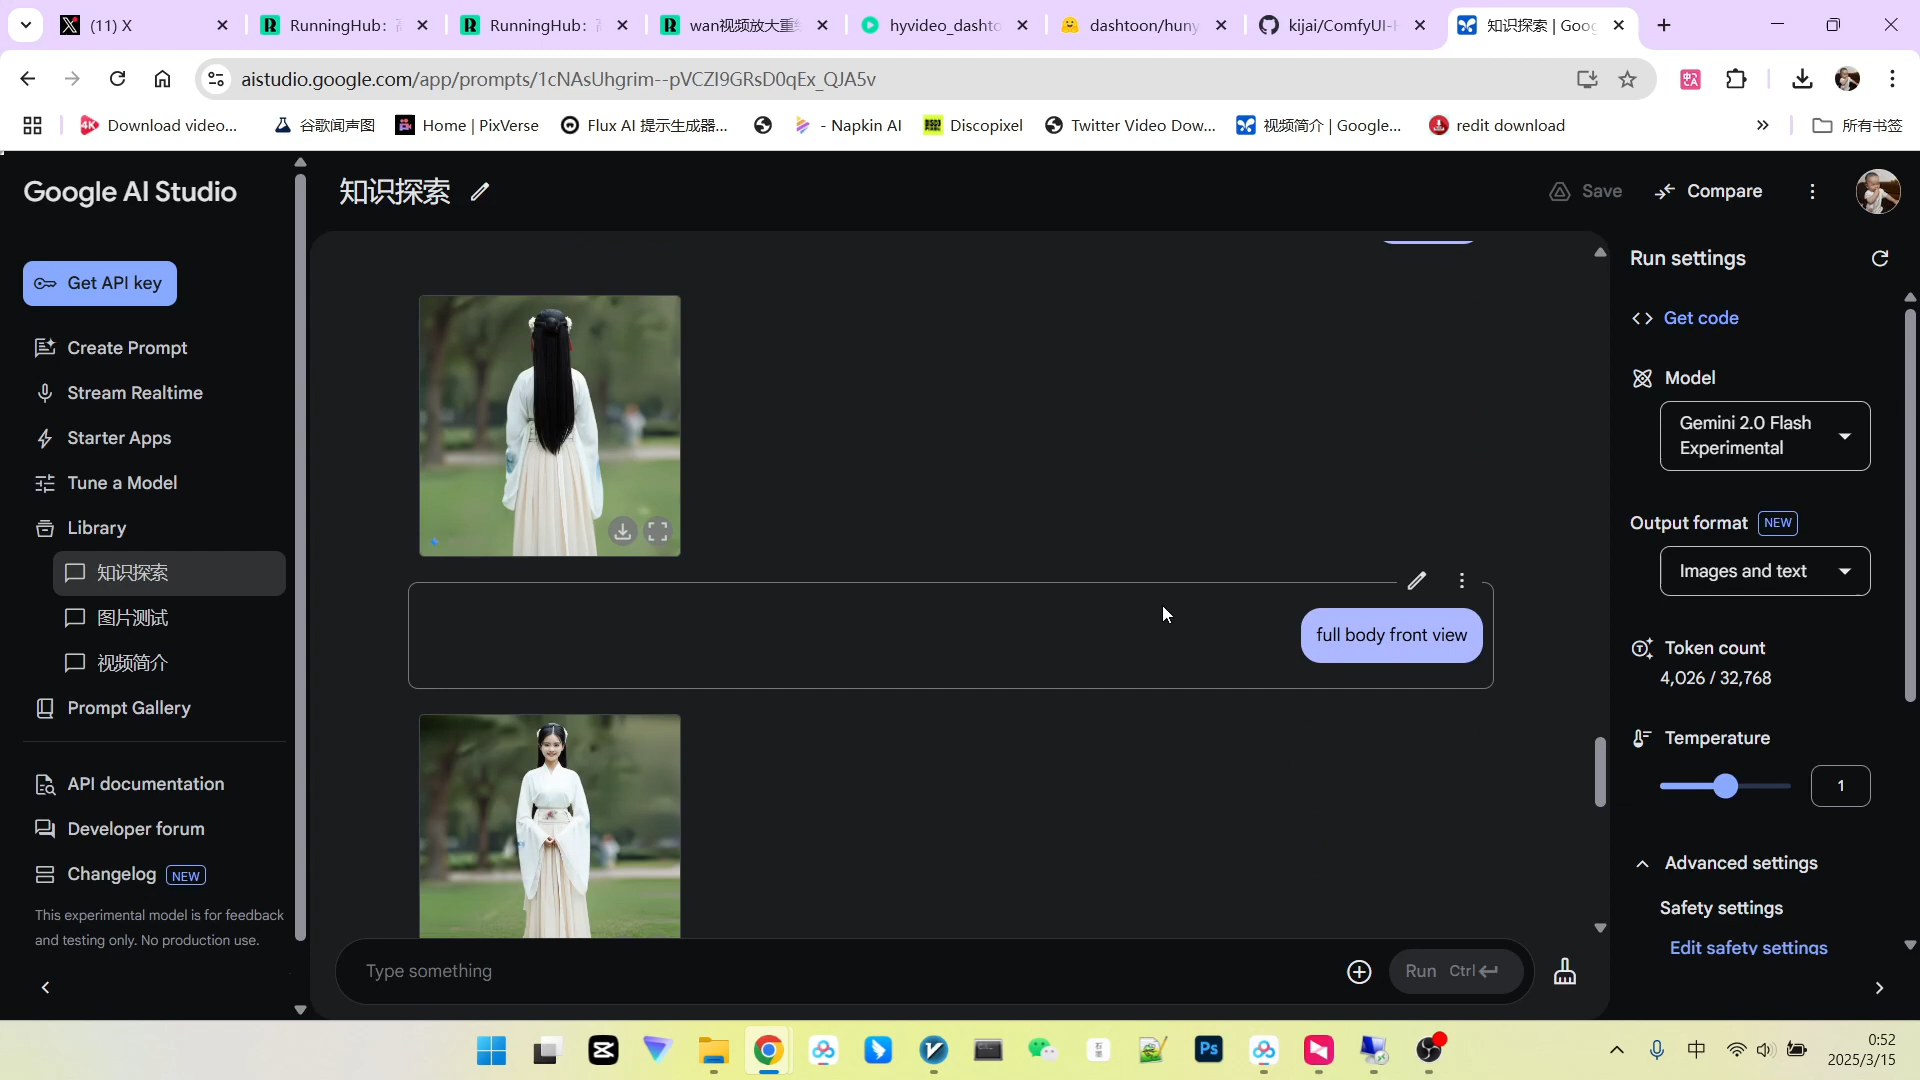 (11) X
RunningHub:
RunningHub:
wan视频放大重
hyvideo_dashto
dashtoon/huny
kijai/ComfyUI-H
知识探索 | Goog
aistudio.google.com/app/prompts/1cNAsUhgrim--pVCZI9GRsD0qEx_QJA5v
Download video...
谷歌闻声图
Home | PixVerse
Flux AI 提示生成器...
- Napkin AI
Discopixel
Twitter Video Dow...
视频简介 | Google...
redit download
所有书签
Google AI Studio
知识探索
Save
Compare
Get API key
Create Prompt
Stream Realtime
Starter Apps
Tune a Model
Library
知识探索
图片测试
视频简介
Prompt Gallery
API documentation
Developer forum
Changelog NEW
This experimental model is for feedback
and testing only. No production use.
full body front view
Type something
Run Ctrl
Run settings
Get code
Model
Gemini 2.0 Flash
Experimental
Output format NEW
Images and text
Token count
4,026 / 32,768
Temperature
1
Advanced settings
Safety settings
Edit safety settings
Ps
中
0:52
2025/3/15